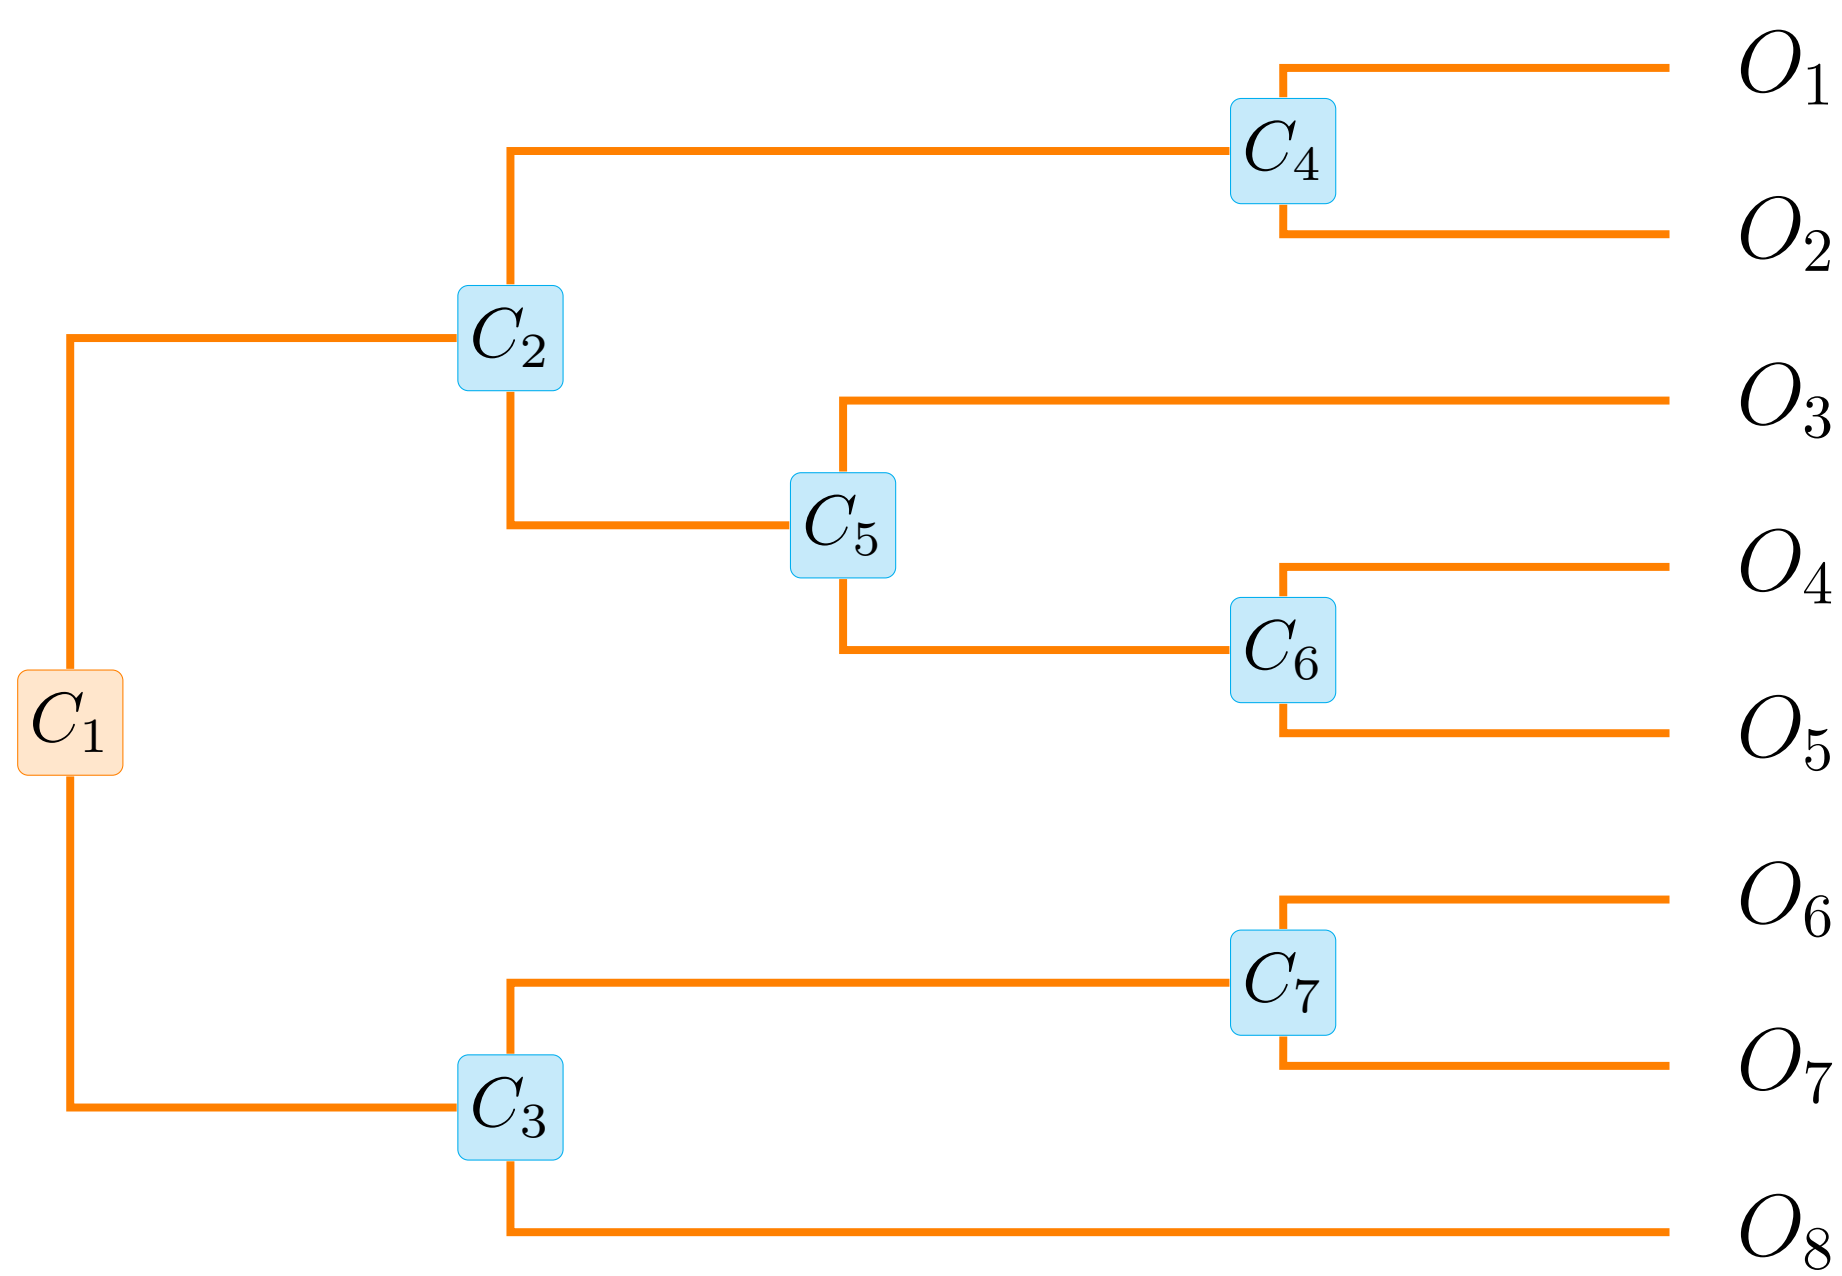 O₁
C₄
O₂
C₂
O₃
C₅
O₄
C₆
O₅
C₁
O₆
C₇
O₇
C₃
O₈